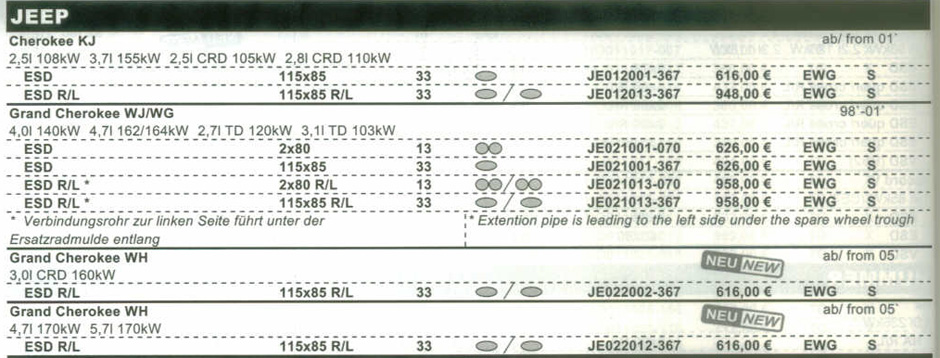 JEEP
Cherokee KJ ab/ from 01`
2,5l 108kW 3,7l 155kW 2,5l CRD 105kW 2,8l CRD 110kW
ESD 115x85 33 JE012001-367 616,00 € EWG S
ESD R/L 115x85 R/L 33 / JE012013-367 948,00 € EWG S
Grand Cherokee WJ/WG 98`-01`
4,0l 140kW 4,7l 162/164kW 2,7l TD 120kW 3,1l TD 103kW
ESD 2x80 13 JE021001-070 626,00 € EWG S
ESD 115x85 33 JE021001-367 626,00 € EWG S
ESD R/L * 2x80 R/L 13 / JE021013-070 958,00 € EWG S
ESD R/L * 115x85 R/L 33 / JE021013-367 958,00 € EWG S
* Verbindungsrohr zur linken Seite führt unter der * Extention pipe is leading to the left side under the spare wheel trough
Ersatzradmulde entlang
Grand Cherokee WH NEU NEW ab/ from 05`
3,0l CRD 160kW
ESD R/L 115x85 R/L 33 / JE022002-367 616,00 € EWG S
Grand Cherokee WH NEU NEW ab/ from 05`
4,7l 170kW 5,7l 170kW
ESD R/L 115x85 R/L 33 / JE022012-367 616,00 € EWG S